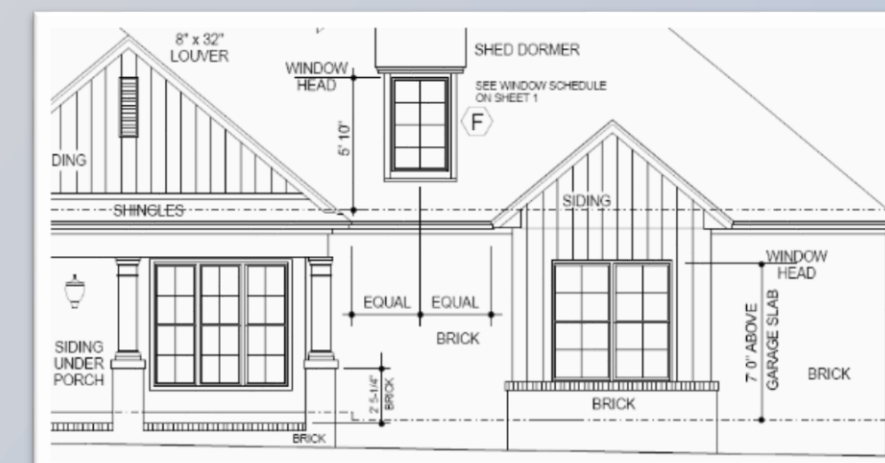 8" x 32"
LOUVER
SHED DORMER
WINDOW
HEAD
SEE WINDOW SCHEDULE
ON SHEET 1
F
5' 10"
DING
SHINGLES
SIDING
WINDOW
HEAD
EQUAL
EQUAL
BRICK
7' 0" ABOVE
GARAGE SLAB
SIDING
UNDER
PORCH
2' 5-1/4"
BRICK
BRICK
BRICK
BRICK